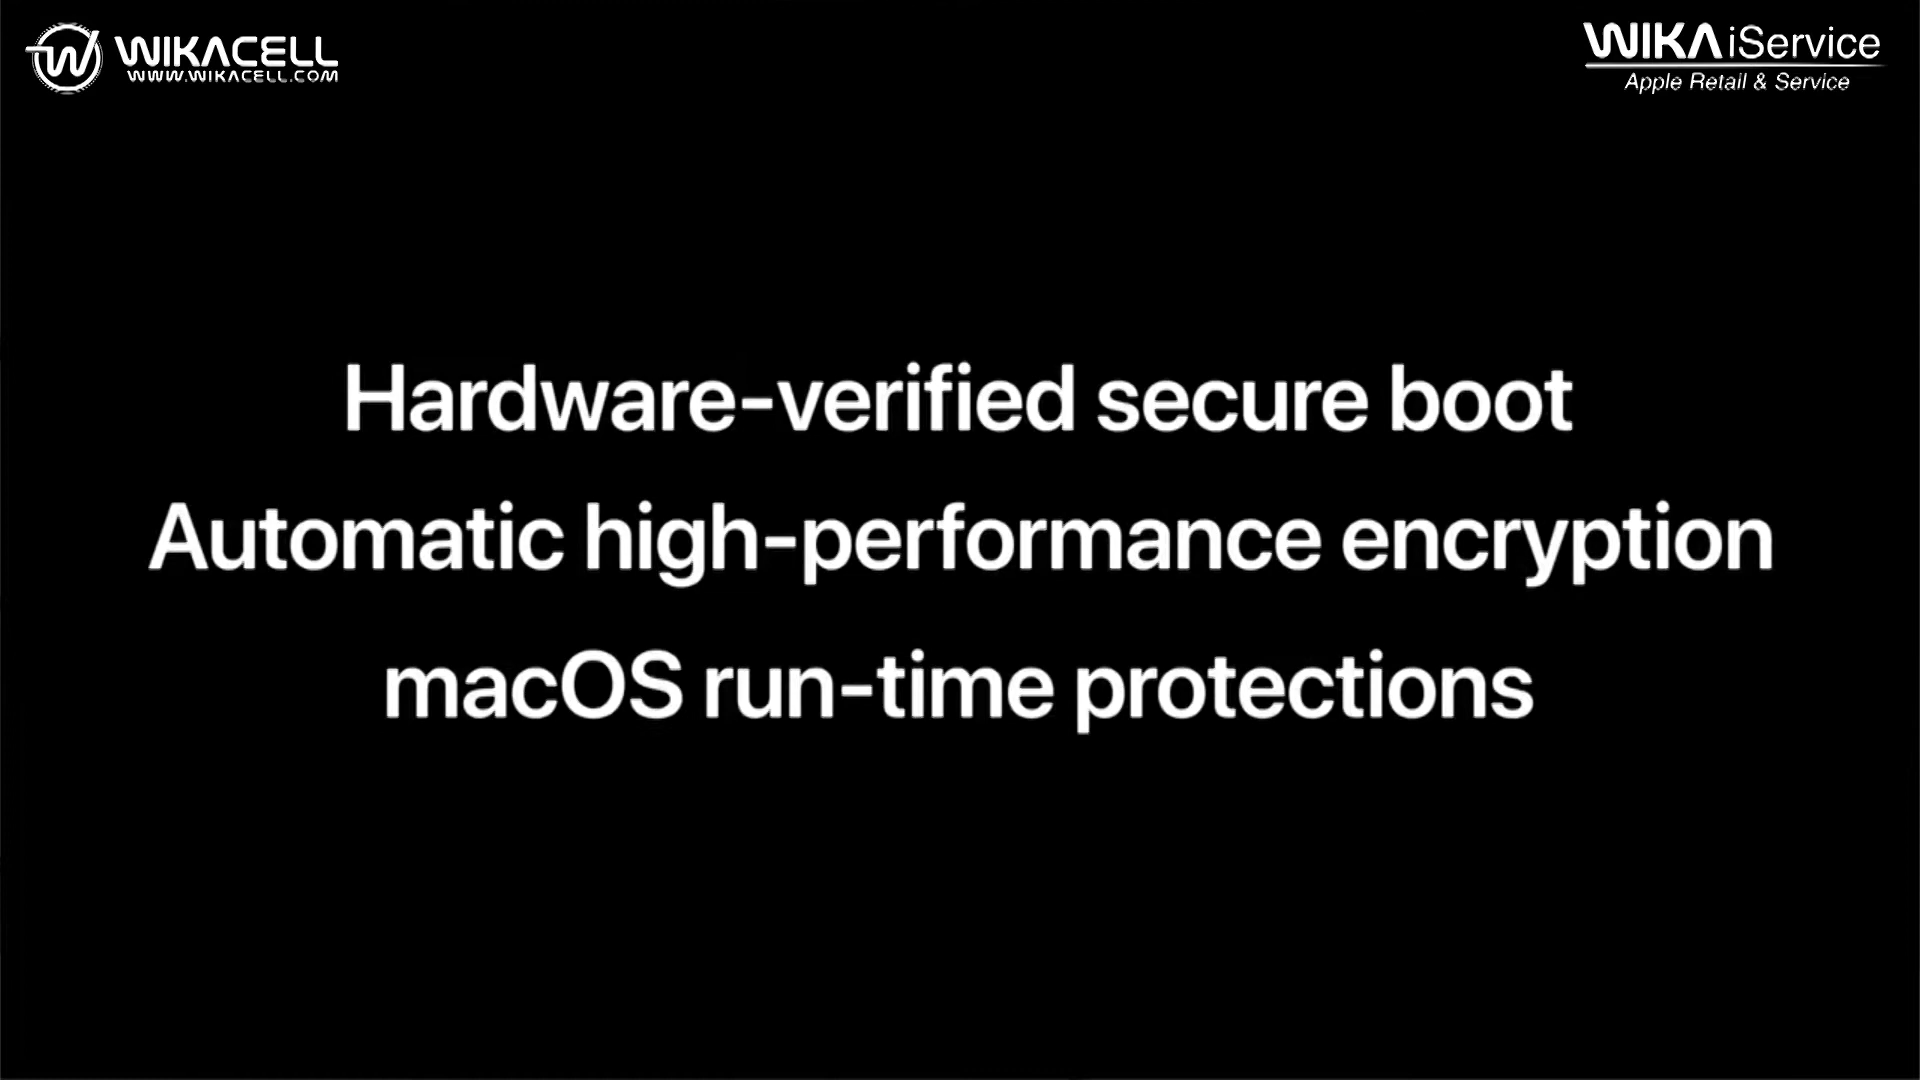 WIKACELL
WWW.WIKACELL.COM
WIKA iService
Apple Retail & Service
Hardware-verified secure boot
Automatic high-performance encryption
macOS run-time protections